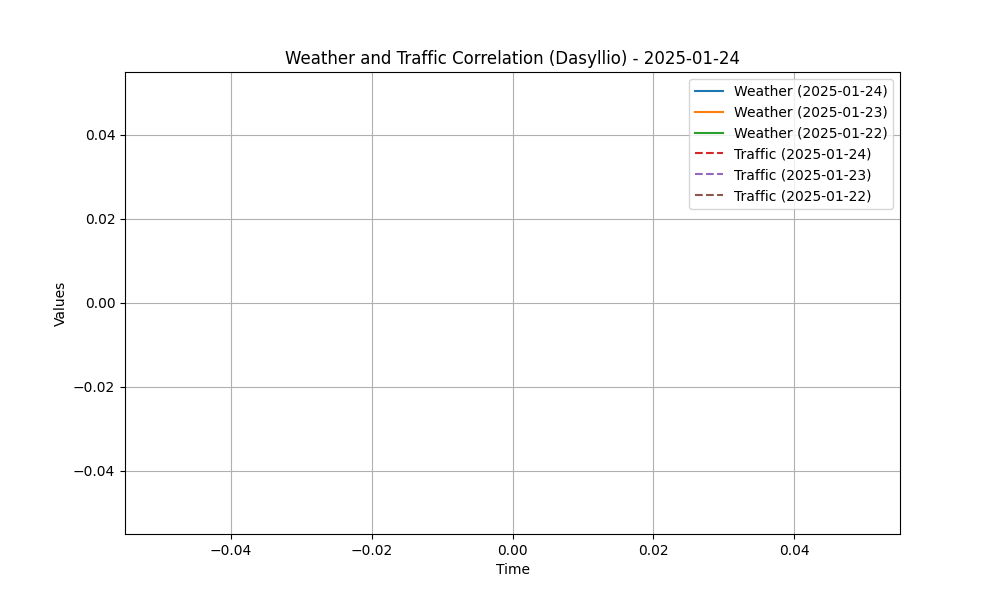 Weather and Traffic Correlation (Dasyllio) - 2025-01-24
Weather (2025-01-24)
Weather (2025-01-23)
Weather (2025-01-22)
Traffic (2025-01-24)
Traffic (2025-01-23)
Traffic (2025-01-22)
Values
0.04
0.02
0.00
−0.02
−0.04
−0.04
−0.02
0.00
0.02
0.04
Time